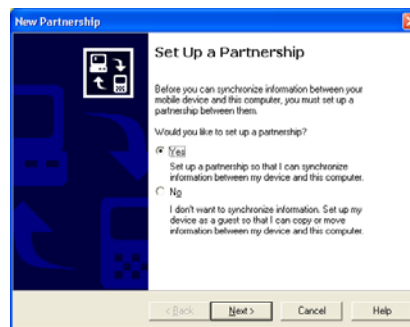 New Partnership
Set Up a Partnership
Before you can synchronize information between your
mobile device and this computer, you must set up a
partnership between them.
Would you like to set up a partnership?
Yes
Set up a partnership so that I can synchronize
information between my device and this computer.
No
I don't want to synchronize information. Set up my
device as a guest so that I can copy or move
information between my device and this computer.
< Back
Next >
Cancel
Help